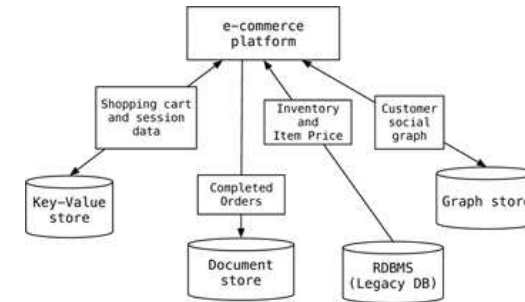 e-commerce
platform
Shopping cart
and session
data
Inventory
and
Item Price
Customer
social
graph
Completed
Orders
Key-Value
store
Document
store
RDBMS
(Legacy DB)
Graph store